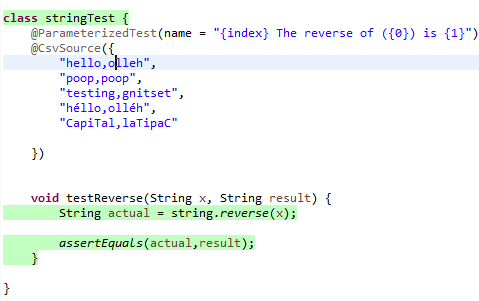 class stringTest {
@ParameterizedTest(name = "{index} The reverse of ({0}) is {1}")
@CsvSource({
"hello,olleh",
"poop,poop",
"testing,gnitset",
"héllo,olléh",
"CapiTal,laTipaC"
})
void testReverse(String x, String result) {
String actual = string.reverse(x);
assertEquals(actual,result);
}
}